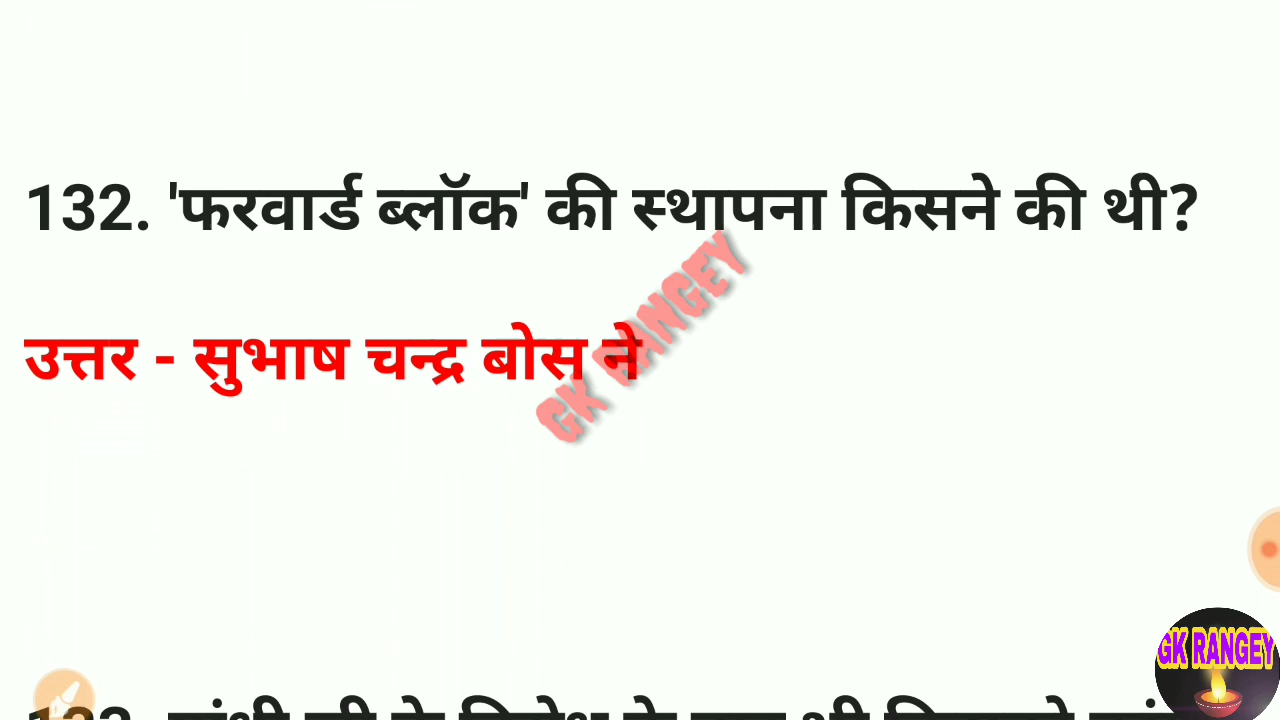 132. 'फरवार्ड ब्लॉक' की स्थापना किसने की थी?
उत्तर - सुभाष चन्द्र बोस ने
GK RANGEY
GK RANGEY